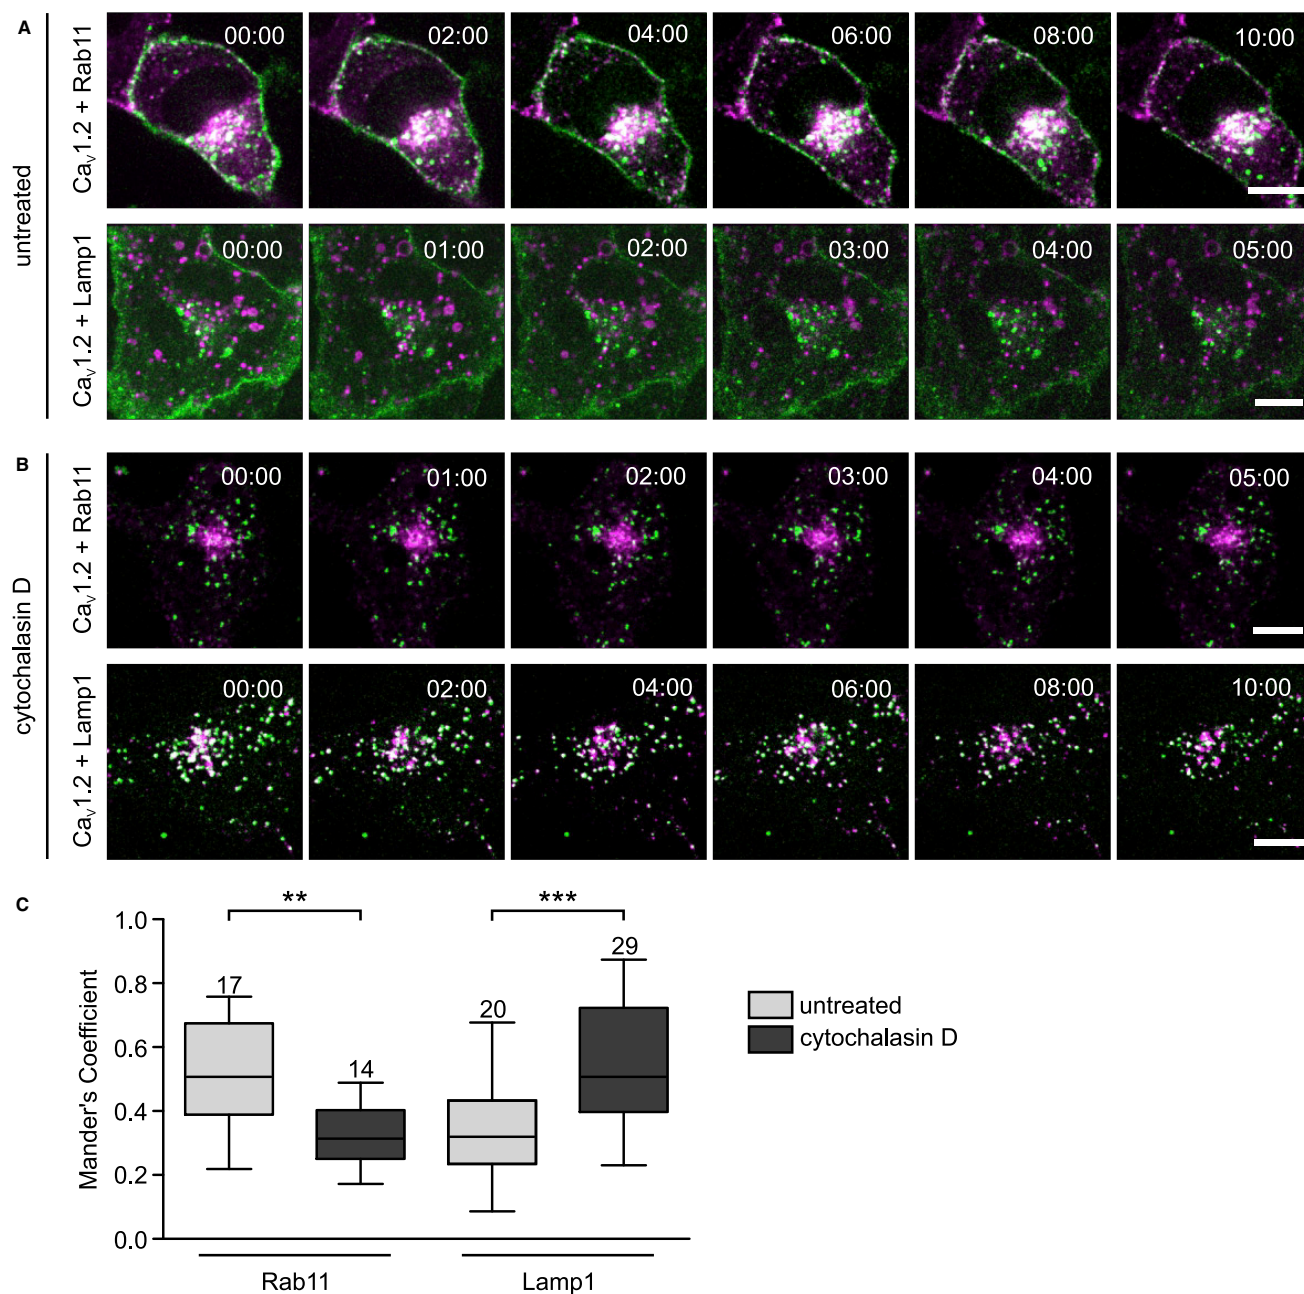 A
untreated
Cav1.2 + Rab11
00:00 02:00 04:00 06:00 08:00 10:00
Cav1.2 + Lamp1
00:00 01:00 02:00 03:00 04:00 05:00
B
cytochalasin D
Cav1.2 + Rab11
00:00 01:00 02:00 03:00 04:00 05:00
Cav1.2 + Lamp1
00:00 02:00 04:00 06:00 08:00 10:00
C
** ***
Mander's Coefficient
1.0
0.8
0.6
0.4
0.2
0.0
17
14
20
29
untreated
cytochalasin D
Rab11 Lamp1